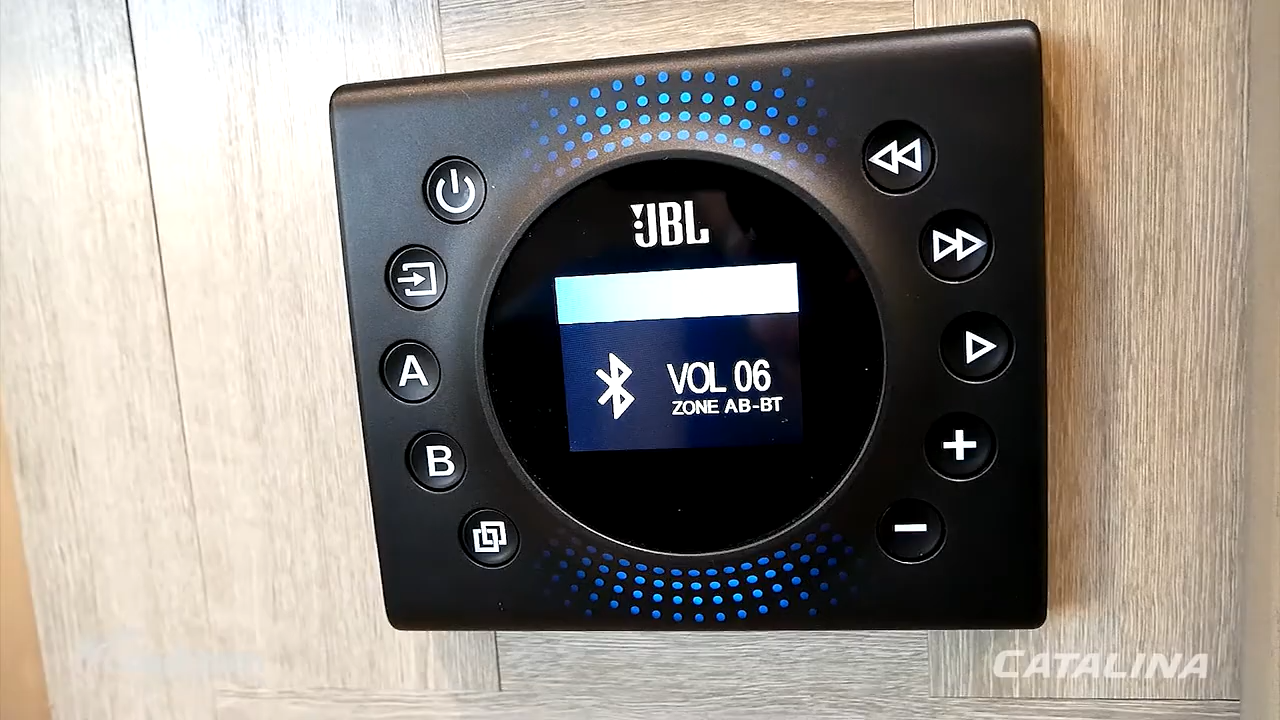 JBL
VOL 06
ZONE AB-BT
A
B
CATALINA